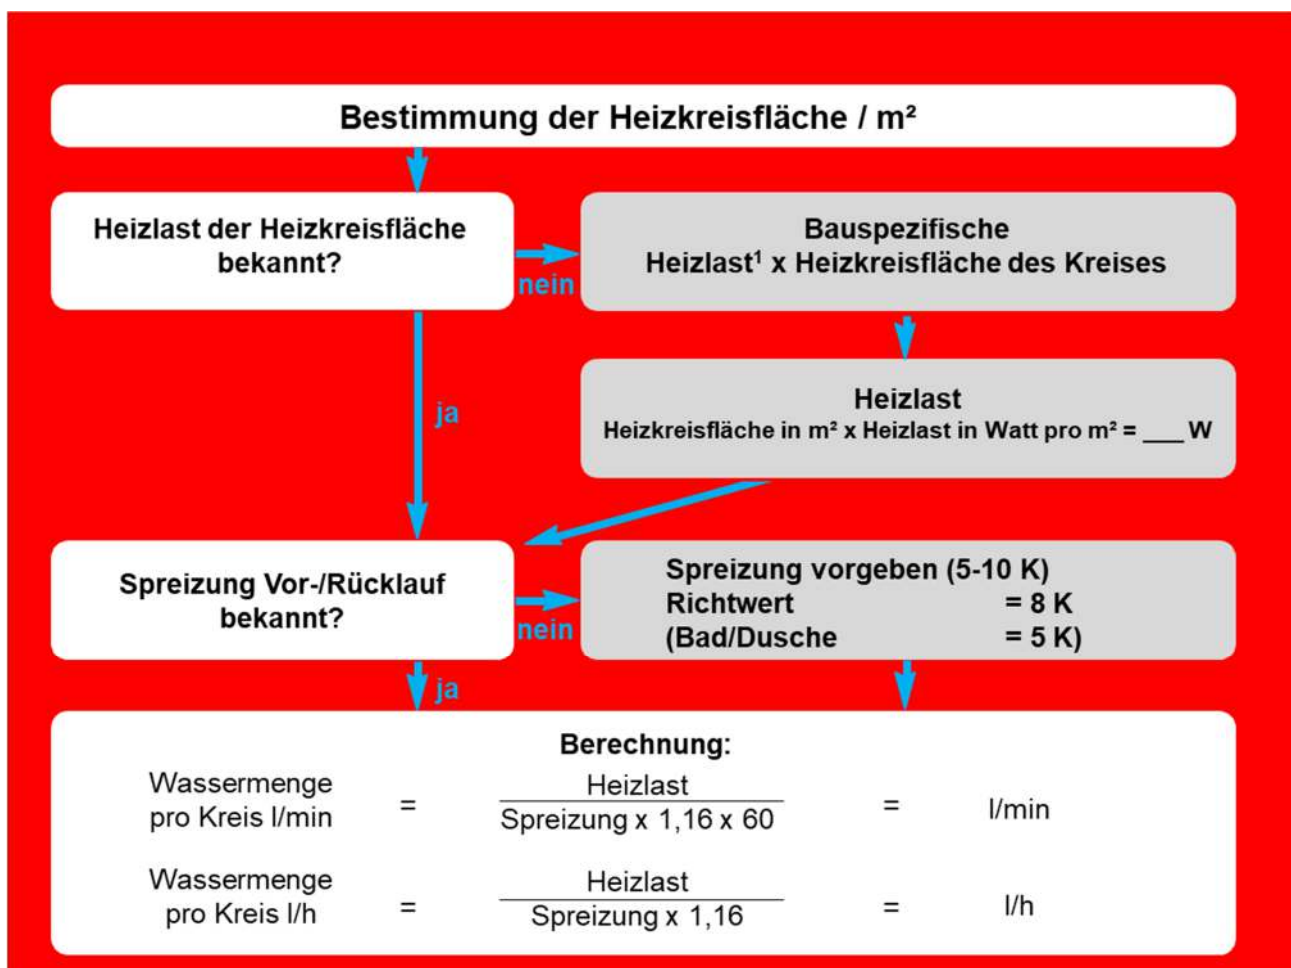 Bestimmung der Heizkreisfläche / m²
Heizlast der Heizkreisfläche
bekannt?
nein
Bauspezifische
Heizlast¹ x Heizkreisfläche des Kreises
ja
Heizlast
Heizkreisfläche in m² x Heizlast in Watt pro m² = ___ W
Spreizung Vor-/Rücklauf
bekannt?
nein
Spreizung vorgeben (5-10 K)
Richtwert = 8 K
(Bad/Dusche = 5 K)
ja
Berechnung:
Wassermenge
pro Kreis l/min
=
Heizlast
Spreizung x 1,16 x 60
=
l/min
Wassermenge
pro Kreis l/h
=
Heizlast
Spreizung x 1,16
=
l/h